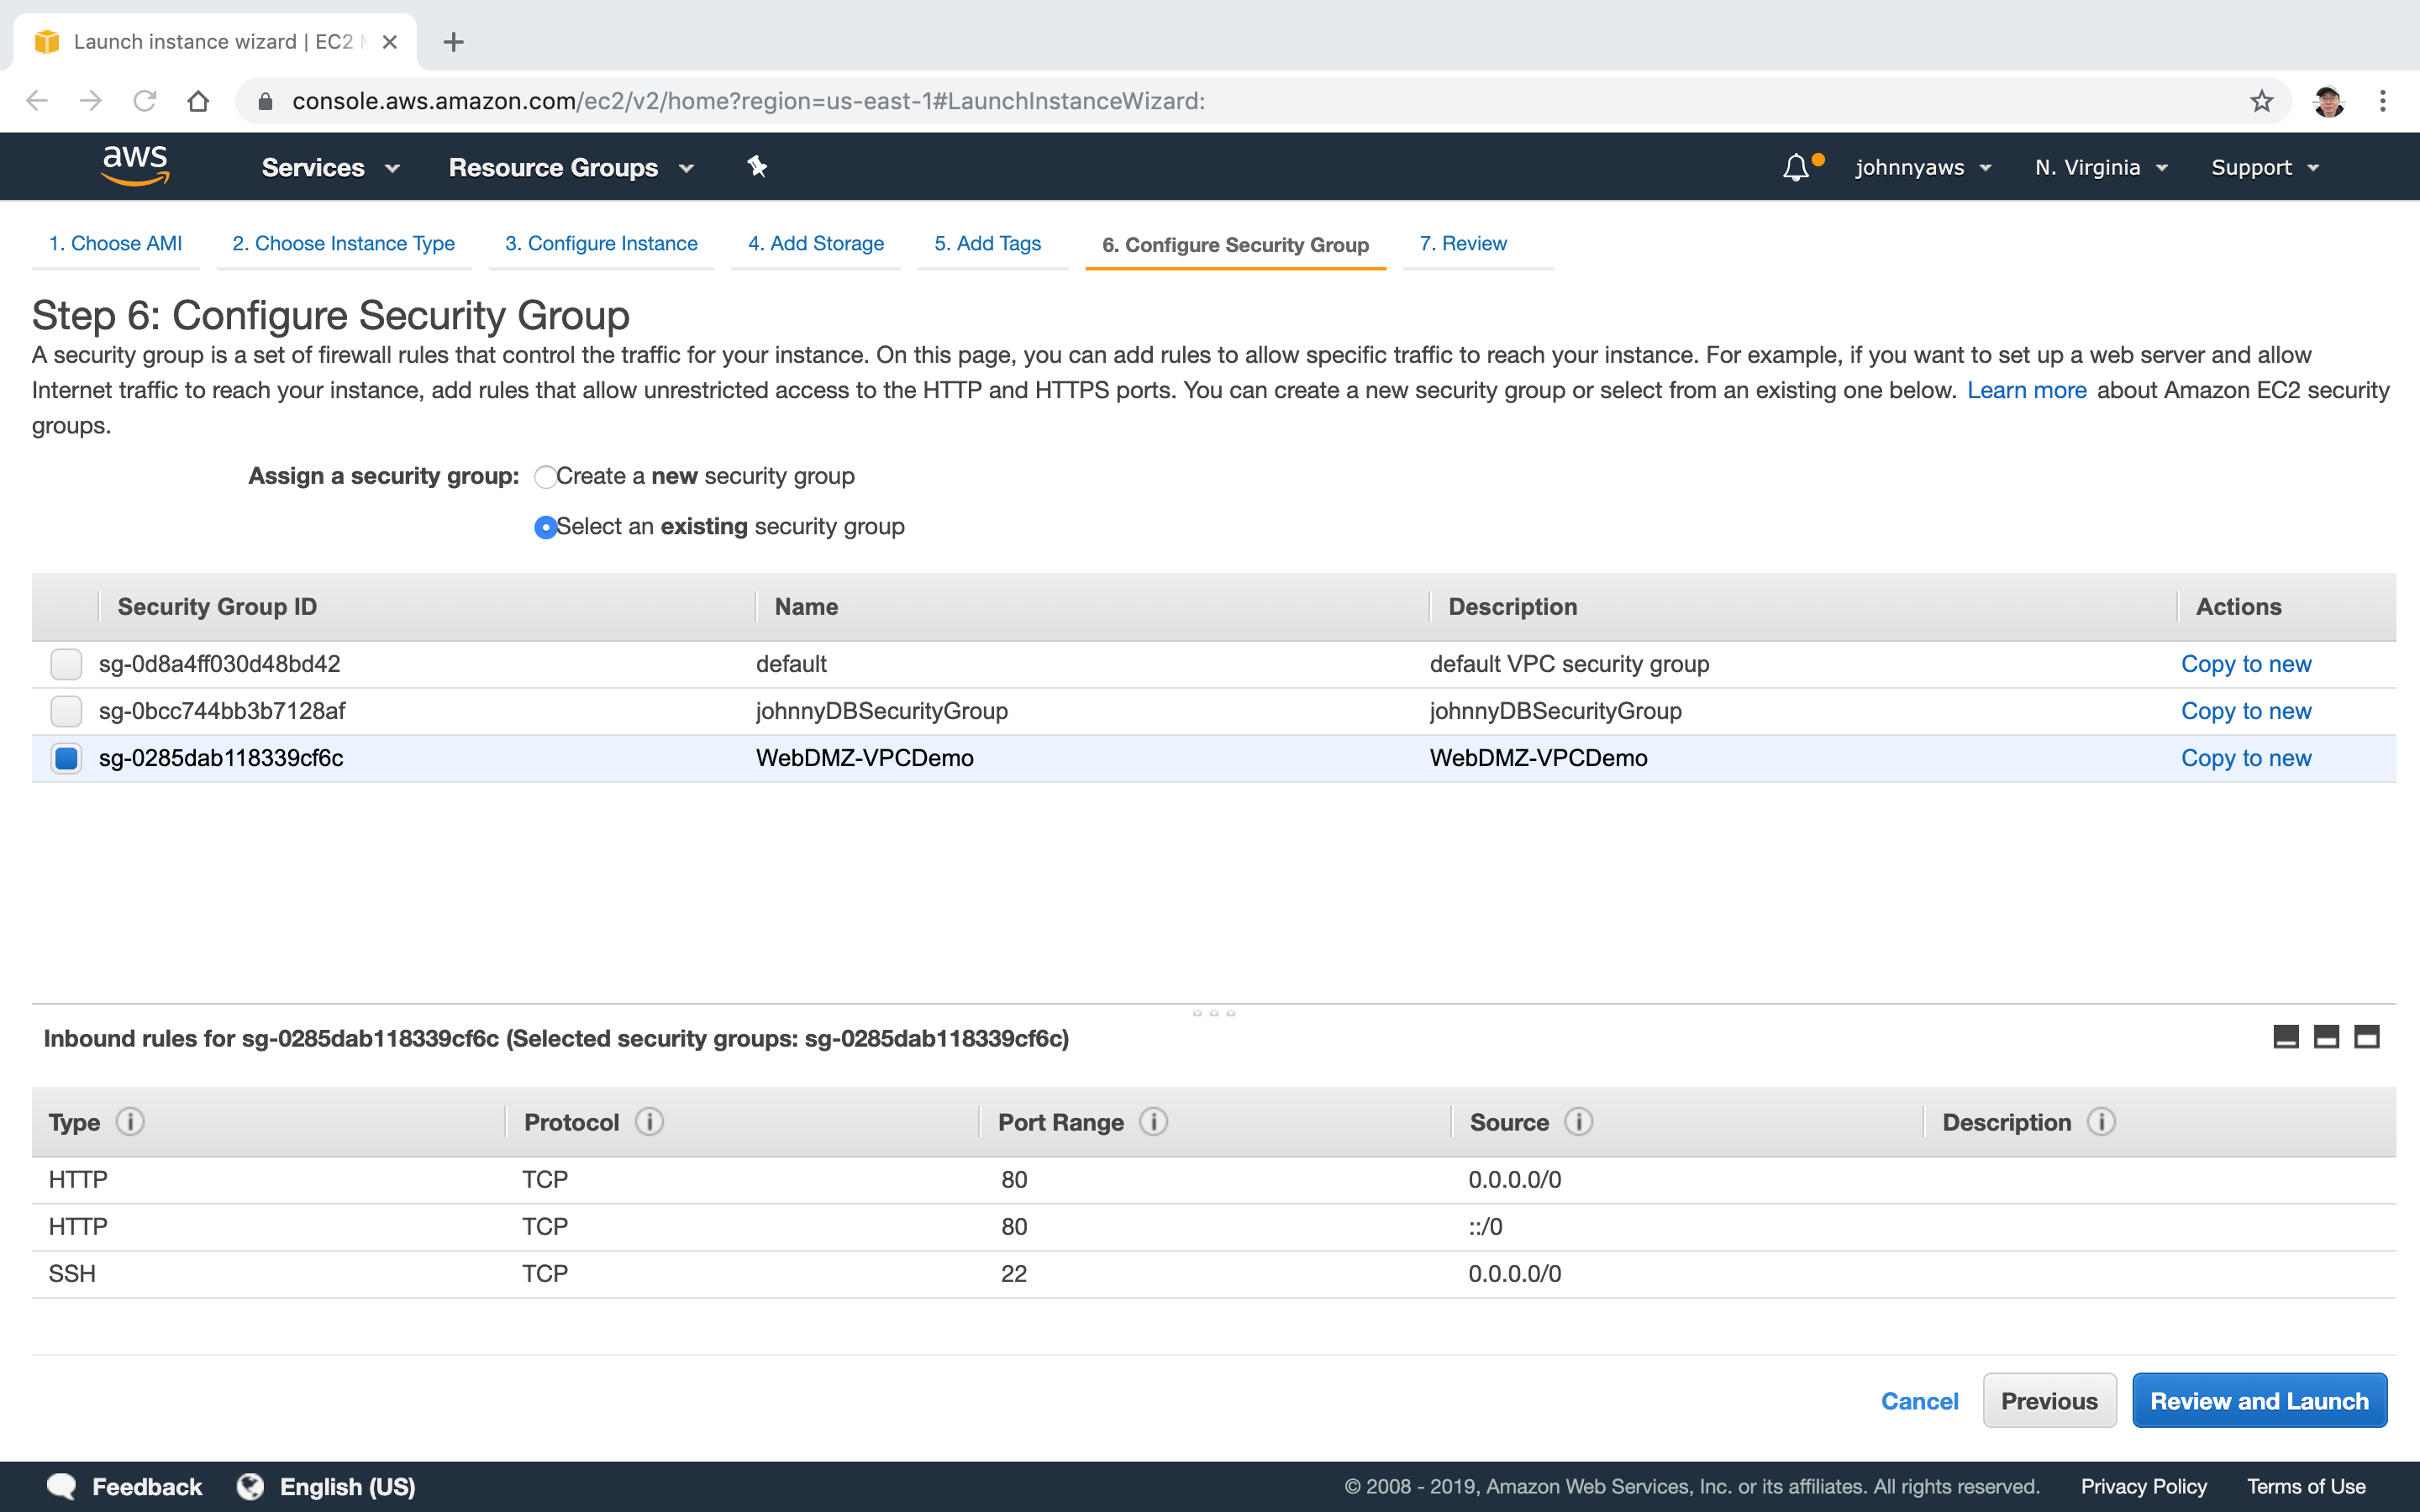 Launch instance wizard | EC2
console.aws.amazon.com/ec2/v2/home?region=us-east-1#LaunchInstanceWizard:
aws Services Resource Groups johnnyaws N. Virginia Support
1. Choose AMI 2. Choose Instance Type 3. Configure Instance 4. Add Storage 5. Add Tags 6. Configure Security Group 7. Review
Step 6: Configure Security Group
A security group is a set of firewall rules that control the traffic for your instance. On this page, you can add rules to allow specific traffic to reach your instance. For example, if you want to set up a web server and allow
Internet traffic to reach your instance, add rules that allow unrestricted access to the HTTP and HTTPS ports. You can create a new security group or select from an existing one below. Learn more about Amazon EC2 security
groups.
Assign a security group: Create a new security group
Select an existing security group
Security Group ID Name Description Actions
sg-0d8a4ff030d48bd42 default default VPC security group Copy to new
sg-0bcc744bb3b7128af johnnyDBSecurityGroup johnnyDBSecurityGroup Copy to new
sg-0285dab118339cf6c WebDMZ-VPCDemo WebDMZ-VPCDemo Copy to new
Inbound rules for sg-0285dab118339cf6c (Selected security groups: sg-0285dab118339cf6c)
Type Protocol Port Range Source Description
HTTP TCP 80 0.0.0.0/0
HTTP TCP 80 ::/0
SSH TCP 22 0.0.0.0/0
Cancel Previous Review and Launch
Feedback English (US) © 2008 - 2019, Amazon Web Services, Inc. or its affiliates. All rights reserved. Privacy Policy Terms of Use